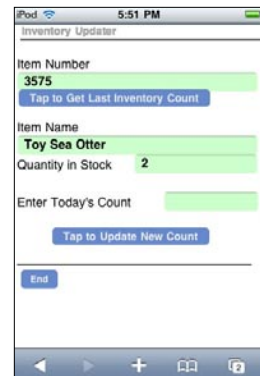 iPod 5:51 PM
Inventory Updater
Item Number
3575
Tap to Get Last Inventory Count
Item Name
Toy Sea Otter
Quantity in Stock 2
Enter Today's Count
Tap to Update New Count
End
2